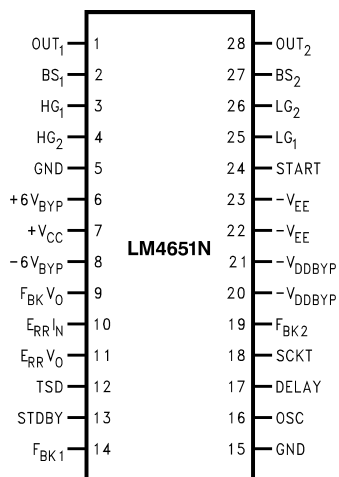 OUT1 1 28 OUT2
BS1 2 27 BS2
HG1 3 26 LG2
HG2 4 25 LG1
GND 5 24 START
+6VBYP 6 23 -VEE
+VCC 7 22 -VEE
LM4651N
-6VBYP 8 21 -VDDBYP
FBKVO 9 20 -VDDBYP
ERRIN 10 19 FBK2
ERRVO 11 18 SCKT
TSD 12 17 DELAY
STDBY 13 16 OSC
FBK1 14 15 GND